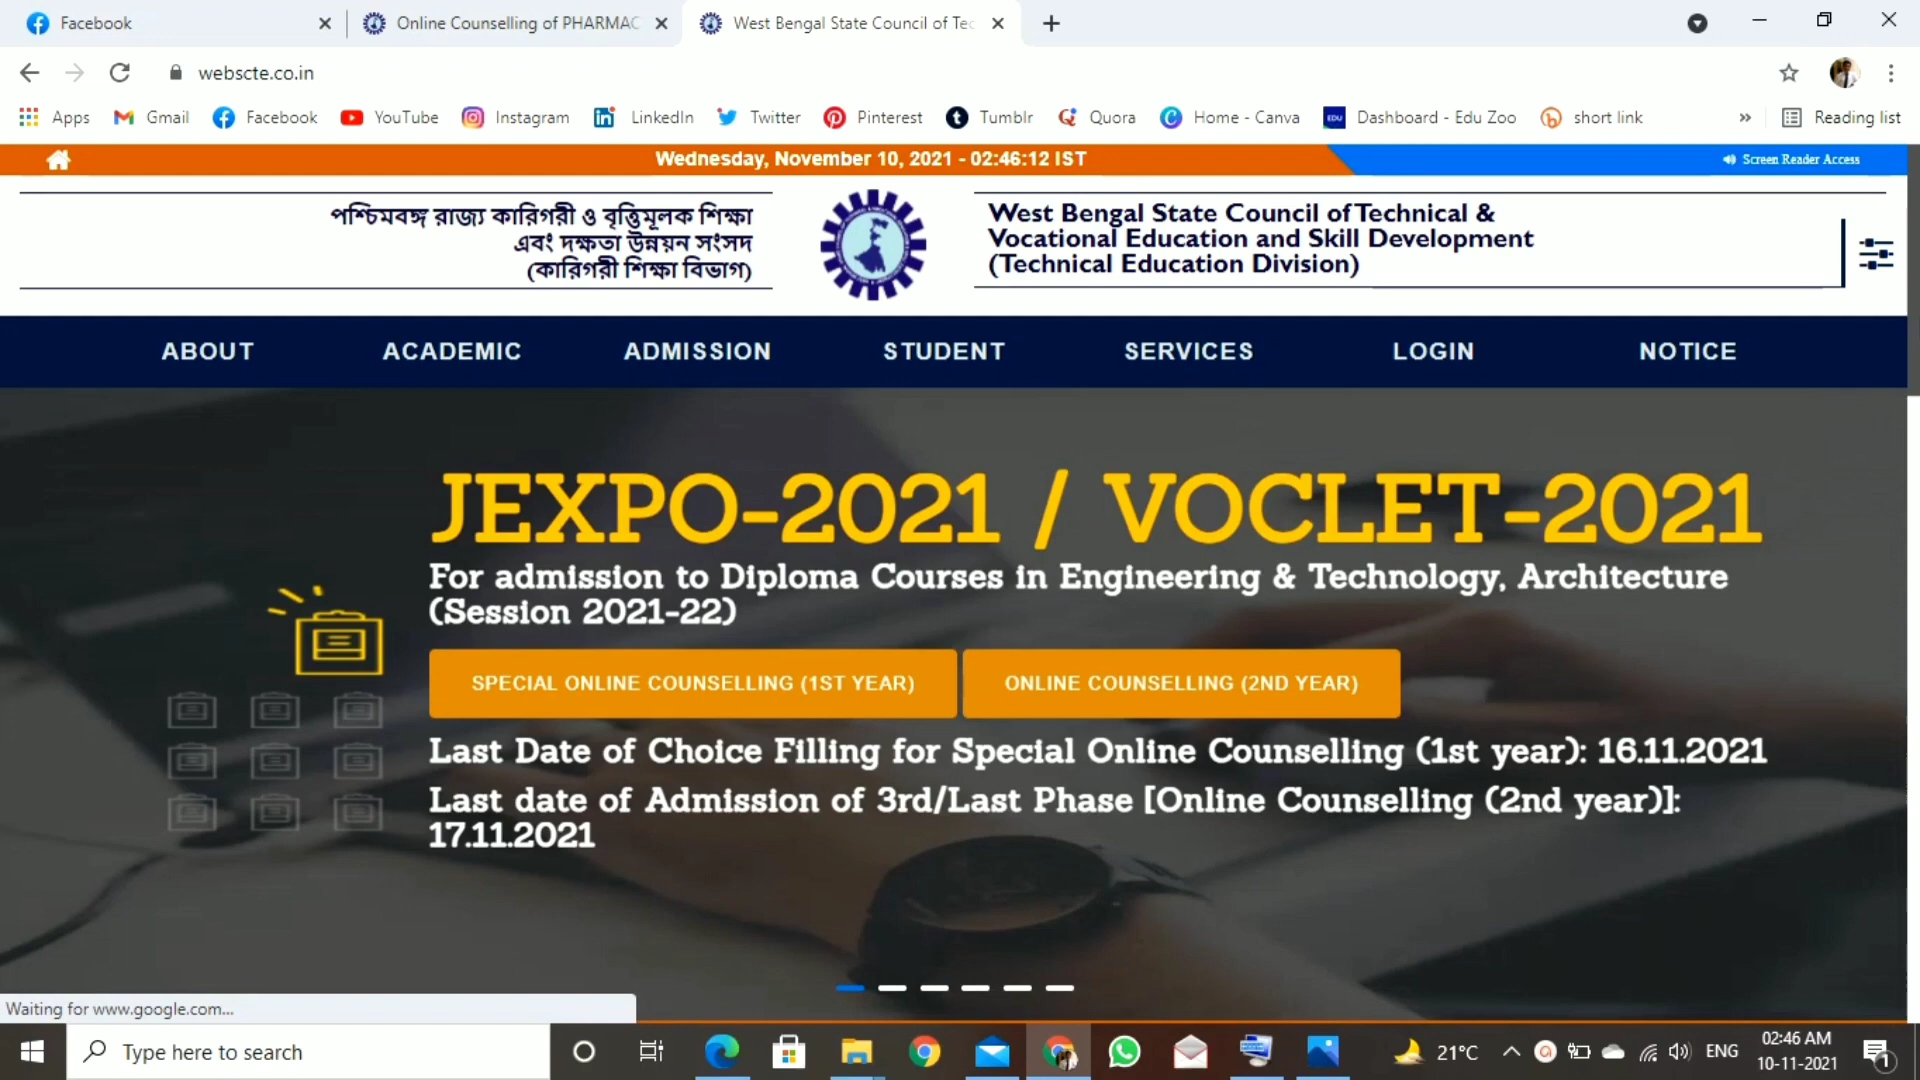 Facebook
Online Counselling of PHARMAC
West Bengal State Council of Tec
webscte.co.in
Apps
Gmail
Facebook
YouTube
Instagram
LinkedIn
Twitter
Pinterest
Tumblr
Quora
Home - Canva
EDU
Dashboard - Edu Zoo
short link
Reading list
Wednesday, November 10, 2021 - 02:46:12 IST
Screen Reader Access
পশ্চিমবঙ্গ রাজ্য কারিগরী ও বৃত্তিমূলক শিক্ষা
এবং দক্ষতা উন্নয়ন সংসদ
(কারিগরী শিক্ষা বিভাগ)
West Bengal State Council of Technical &
Vocational Education and Skill Development
(Technical Education Division)
ABOUT
ACADEMIC
ADMISSION
STUDENT
SERVICES
LOGIN
NOTICE
JEXPO-2021 / VOCLET-2021
For admission to Diploma Courses in Engineering & Technology, Architecture
(Session 2021-22)
SPECIAL ONLINE COUNSELLING (1ST YEAR)
ONLINE COUNSELLING (2ND YEAR)
Last Date of Choice Filling for Special Online Counselling (1st year): 16.11.2021
Last date of Admission of 3rd/Last Phase [Online Counselling (2nd year)]:
17.11.2021
Waiting for www.google.com...
Type here to search
21°C
ENG
02:46 AM
10-11-2021
1